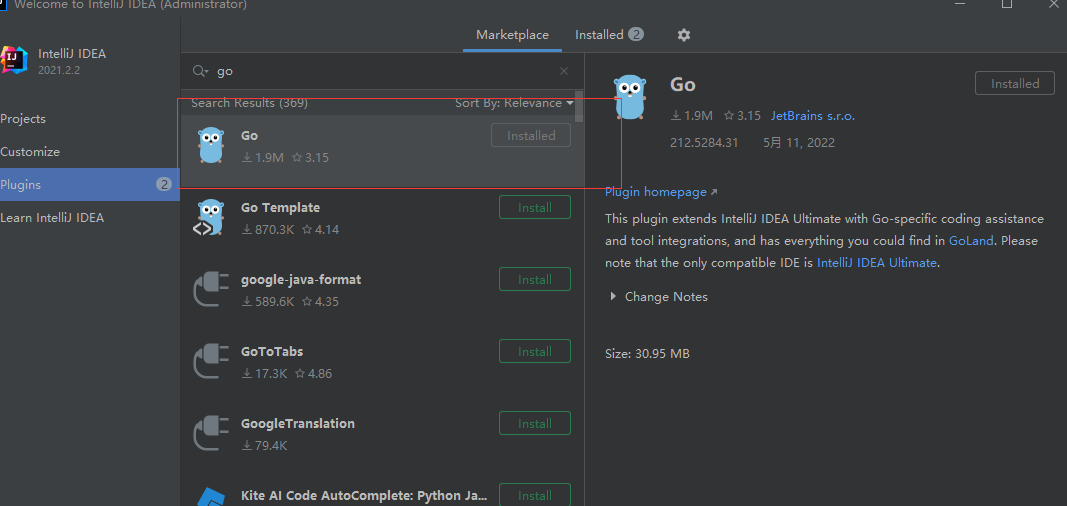 Welcome to IntelliJ IDEA (Administrator)
IJ
IntelliJ IDEA
2021.2.2
Projects
Customize
Plugins 2
Learn IntelliJ IDEA
Marketplace Installed 2
go
Search Results (369) Sort By: Relevance
Go Installed
1.9M 3.15
Go Template Install
870.3K 4.14
google-java-format Install
589.6K 4.35
GoToTabs Install
17.3K 4.86
GoogleTranslation Install
79.4K
Kite AI Code AutoComplete: Python Ja... Install
Go Installed
1.9M 3.15 JetBrains s.r.o.
212.5284.31 5月 11, 2022
Plugin homepage
This plugin extends IntelliJ IDEA Ultimate with Go-specific coding assistance
and tool integrations, and has everything you could find in GoLand. Please
note that the only compatible IDE is IntelliJ IDEA Ultimate.
Change Notes
Size: 30.95 MB